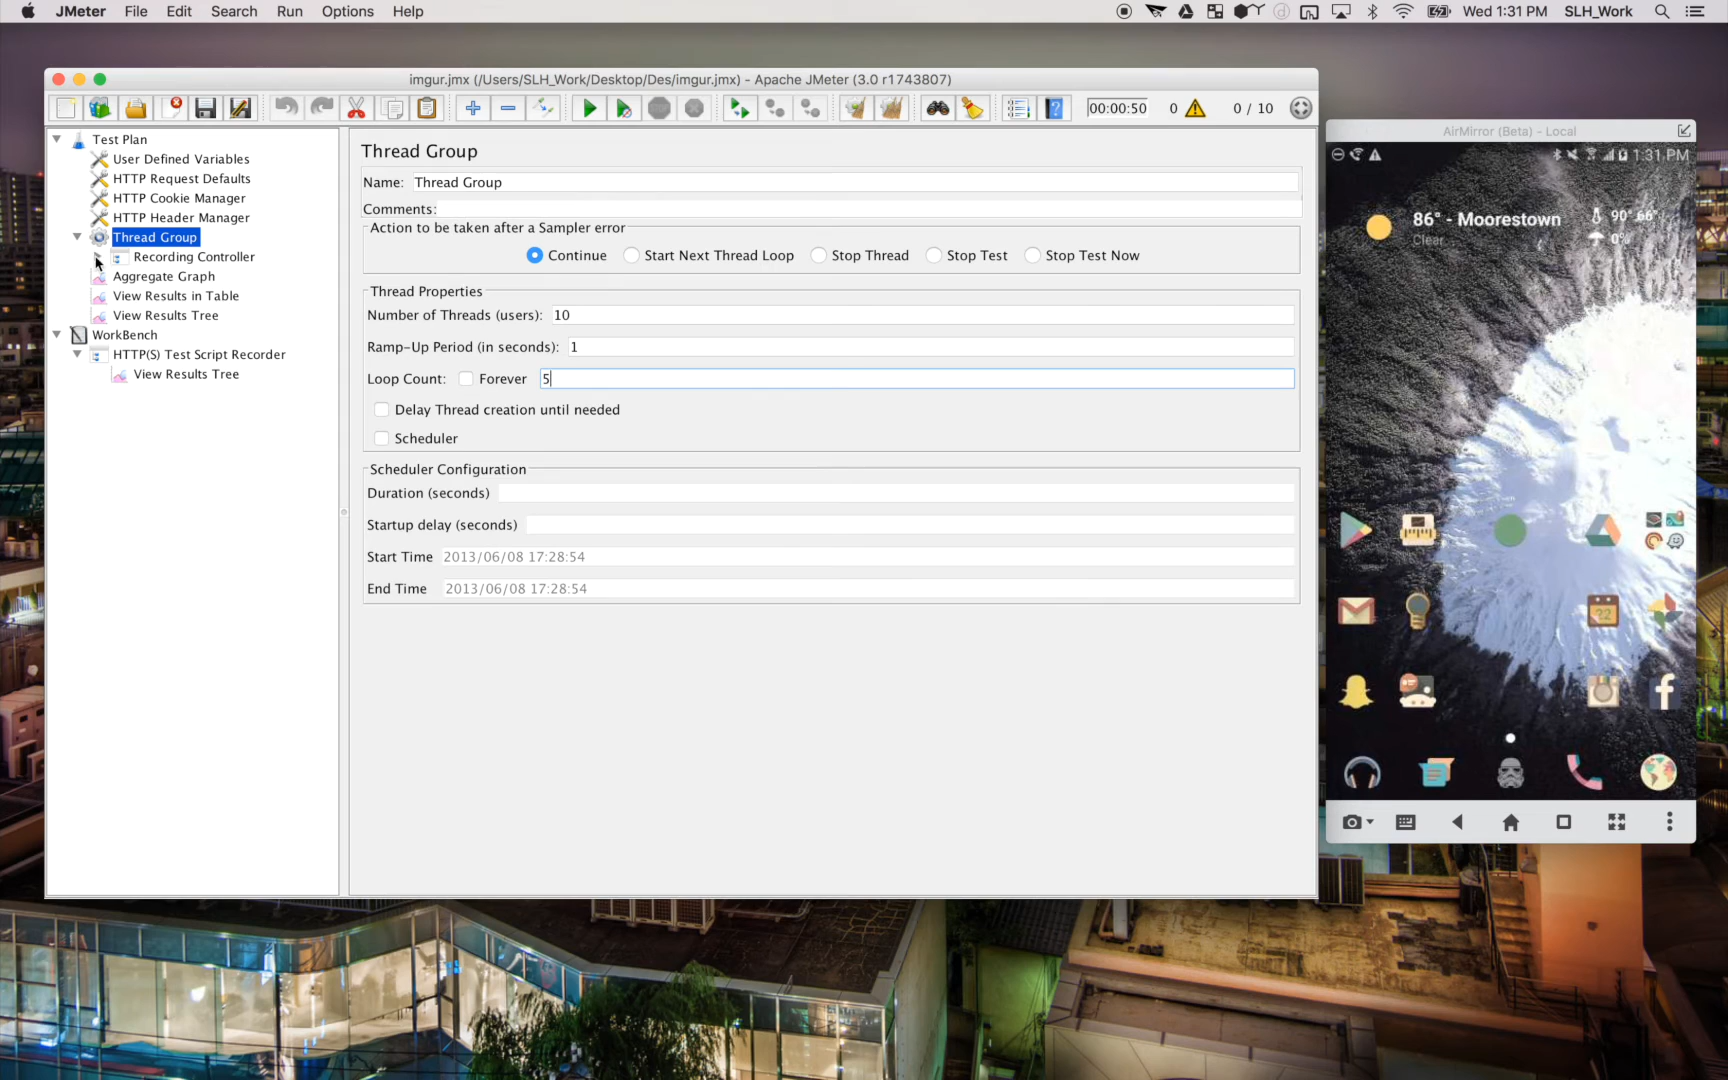 JMeter File Edit Search Run Options Help
Wed 1:31 PM SLH_Work
imgur.jmx (/Users/SLH_Work/Desktop/Des/imgur.jmx) - Apache JMeter (3.0 r1743807)
00:00:50 0 0 / 10
Test Plan
User Defined Variables
HTTP Request Defaults
HTTP Cookie Manager
HTTP Header Manager
Thread Group
Recording Controller
Aggregate Graph
View Results in Table
View Results Tree
WorkBench
HTTP(S) Test Script Recorder
View Results Tree
Thread Group
Name: Thread Group
Comments:
Action to be taken after a Sampler error
Continue Start Next Thread Loop Stop Thread Stop Test Stop Test Now
Thread Properties
Number of Threads (users): 10
Ramp-Up Period (in seconds): 1
Loop Count: Forever 5
Delay Thread creation until needed
Scheduler
Scheduler Configuration
Duration (seconds)
Startup delay (seconds)
Start Time 2013/06/08 17:28:54
End Time 2013/06/08 17:28:54
AirMirror (Beta) - Local
1:31 PM
86° - Moorestown
Clear
90° 66°
0%
22